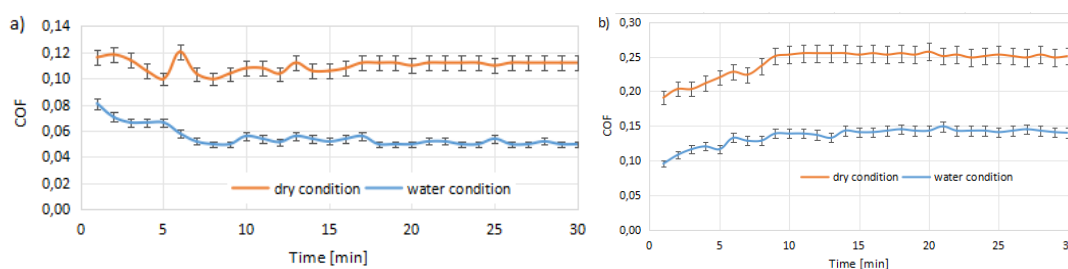 a)
0,14
0,12
0,10
0,08
0,06
0,04
0,02
0,00
COF
dry condition water condition
0 5 10 15 20 25 30
Time [min]
b)
0,30
0,25
0,20
0,15
0,10
0,05
0,00
COF
dry condition water condition
0 5 10 15 20 25 30
Time [min]